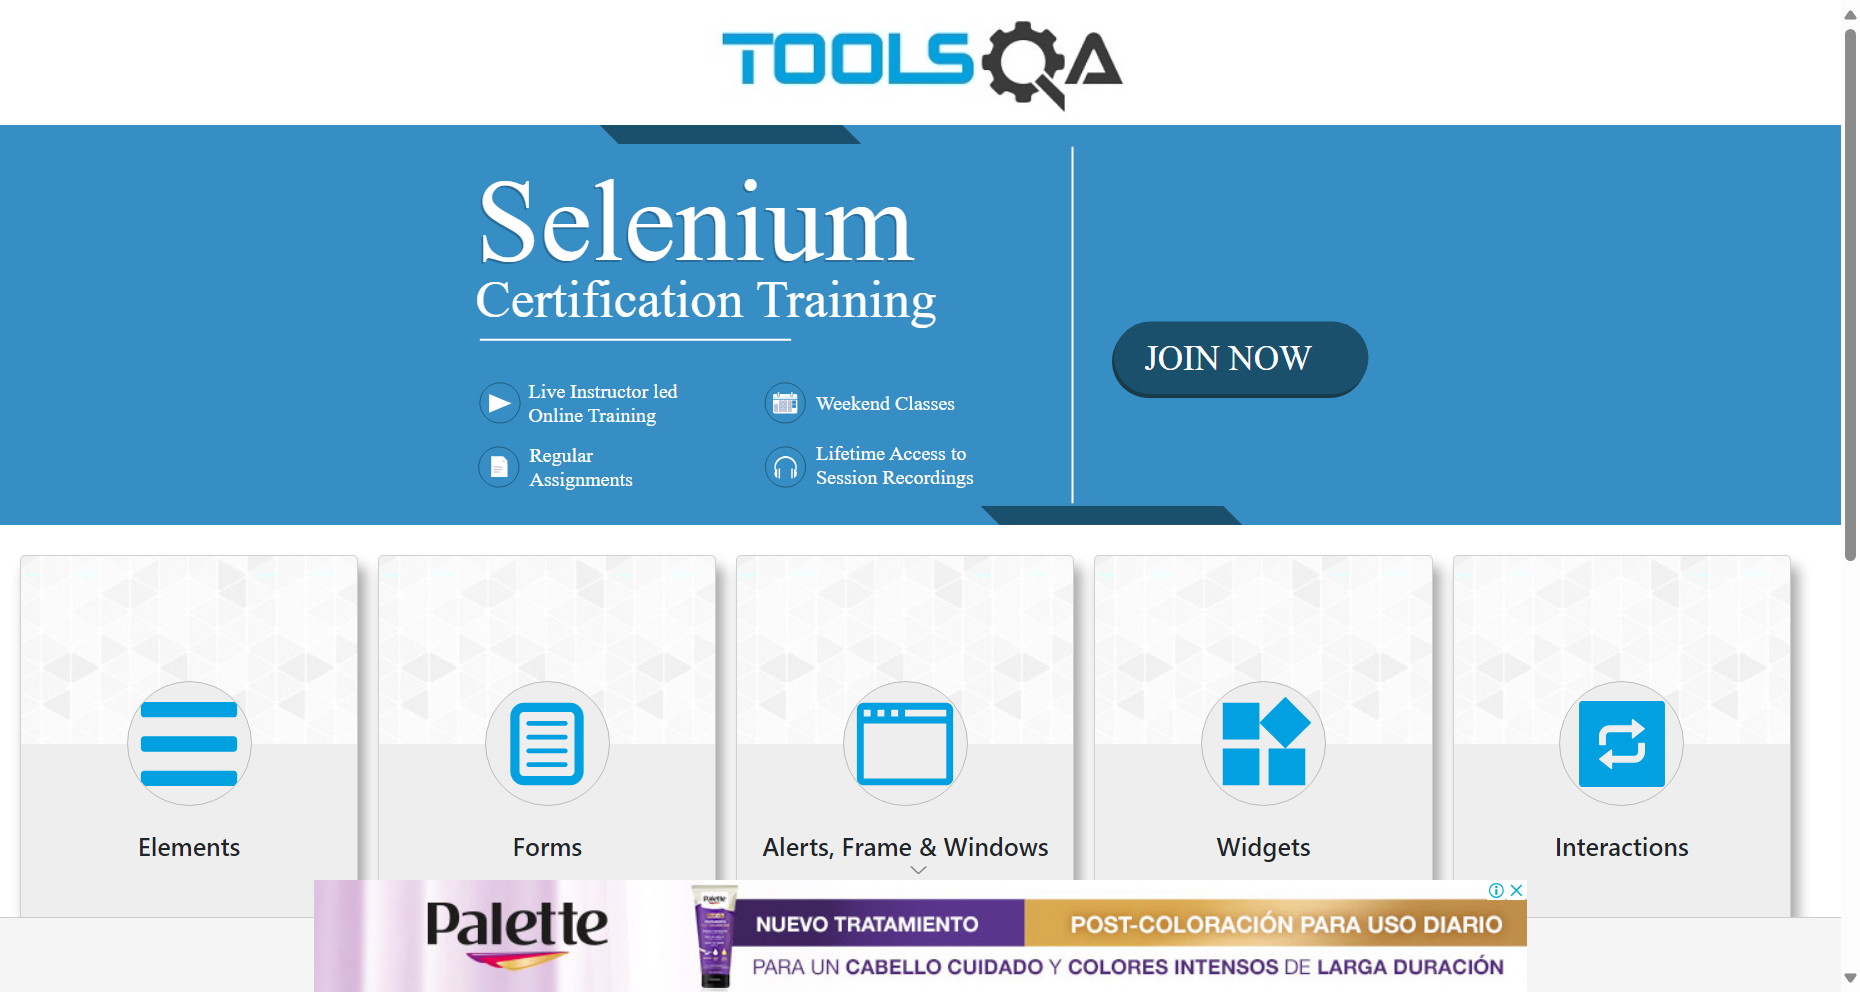 TOOLSQA
Selenium
Certification Training
Live Instructor led
Online Training
Weekend Classes
Regular
Assignments
Lifetime Access to
Session Recordings
JOIN NOW
Elements
Forms
Alerts, Frame & Windows
Widgets
Interactions
Palette
Palette
NUEVO TRATAMIENTO
POST-COLORACIÓN PARA USO DIARIO
PARA UN CABELLO CUIDADO Y COLORES INTENSOS DE LARGA DURACIÓN